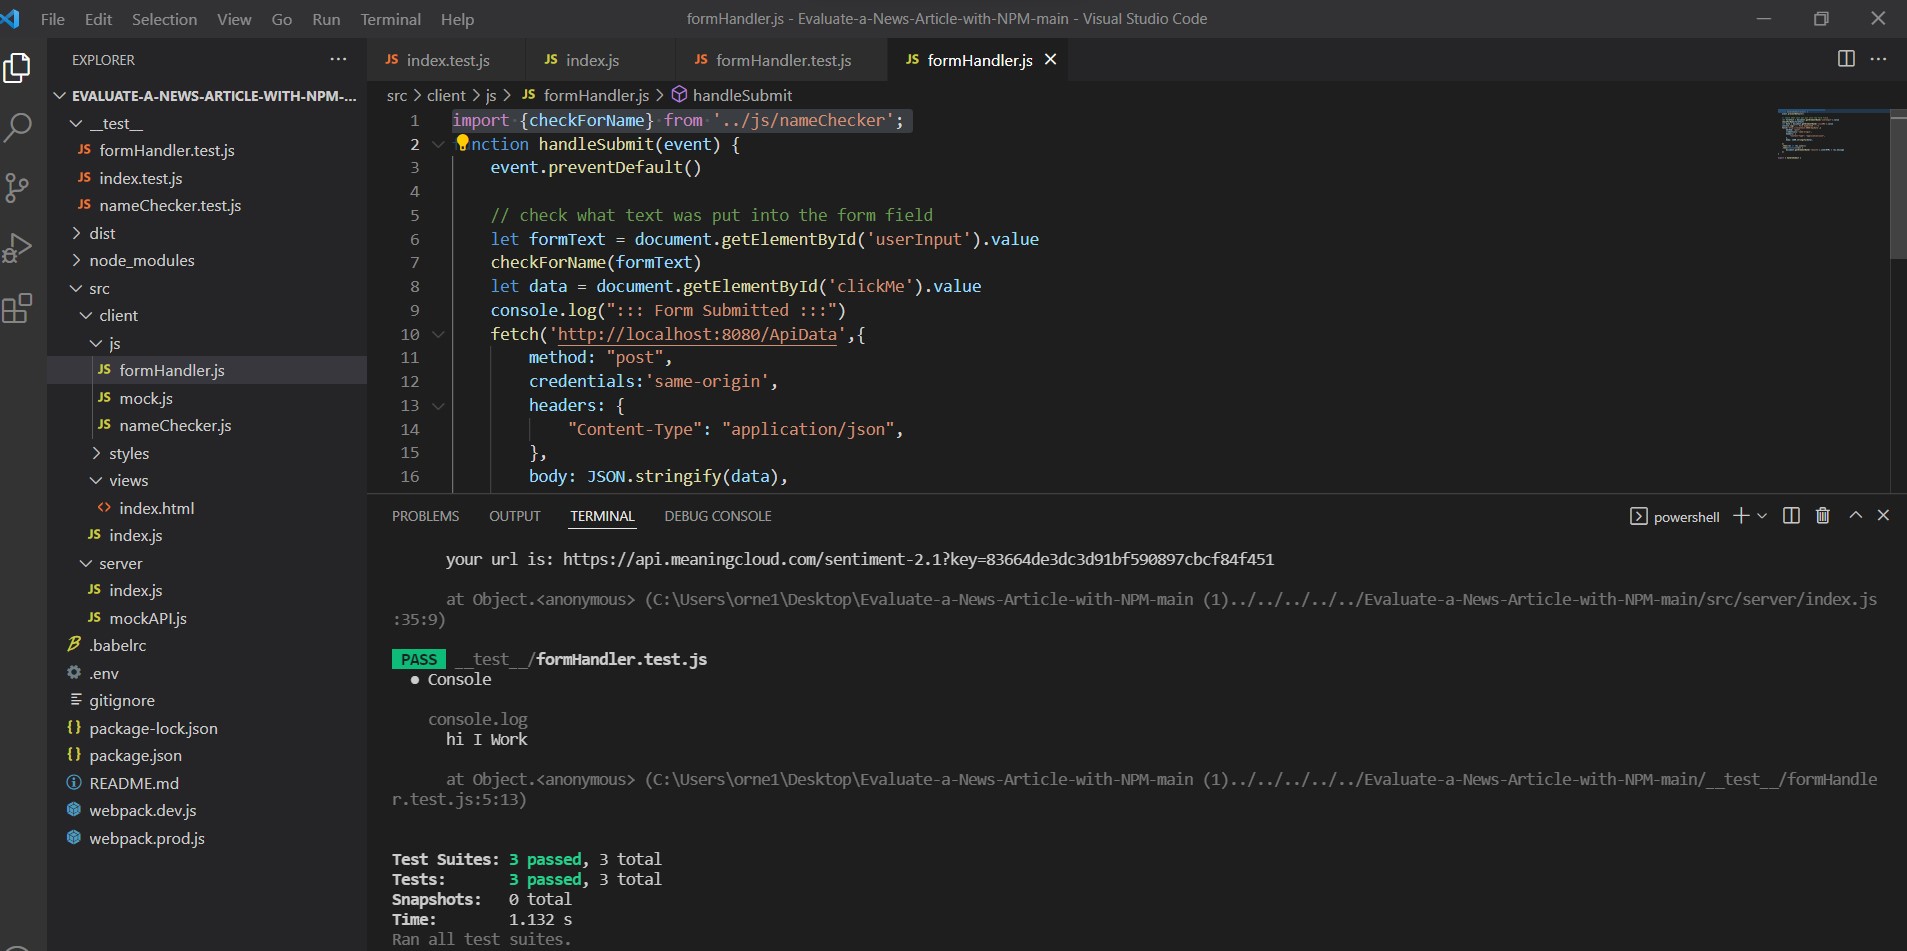 File Edit Selection View Go Run Terminal Help
formHandler.js - Evaluate-a-News-Article-with-NPM-main - Visual Studio Code
EXPLORER
EVALUATE-A-NEWS-ARTICLE-WITH-NPM-...
__test__
JS formHandler.test.js
JS index.test.js
JS nameChecker.test.js
dist
node_modules
src
client
js
JS formHandler.js
JS mock.js
JS nameChecker.js
styles
views
index.html
JS index.js
server
JS index.js
JS mockAPI.js
.babelrc
.env
gitignore
package-lock.json
package.json
README.md
webpack.dev.js
webpack.prod.js
JS index.test.js JS index.js JS formHandler.test.js JS formHandler.js
src > client > js > JS formHandler.js > handleSubmit
1 import {checkForName} from '../js/nameChecker';
2 nction handleSubmit(event) {
3 event.preventDefault()
4
5 // check what text was put into the form field
6 let formText = document.getElementById('userInput').value
7 checkForName(formText)
8 let data = document.getElementById('clickMe').value
9 console.log("::: Form Submitted :::")
10 fetch('http://localhost:8080/ApiData',{
11 method: "post",
12 credentials:'same-origin',
13 headers: {
14 "Content-Type": "application/json",
15 },
16 body: JSON.stringify(data),
PROBLEMS OUTPUT TERMINAL DEBUG CONSOLE
powershell
your url is: https://api.meaningcloud.com/sentiment-2.1?key=83664de3dc3d91bf590897cbcf84f451
at Object.<anonymous> (C:\Users\orne1\Desktop\Evaluate-a-News-Article-with-NPM-main (1)../../../../../Evaluate-a-News-Article-with-NPM-main/src/server/index.js
:35:9)
PASS __test__/formHandler.test.js
● Console
console.log
hi I Work
at Object.<anonymous> (C:\Users\orne1\Desktop\Evaluate-a-News-Article-with-NPM-main (1)../../../../../Evaluate-a-News-Article-with-NPM-main/__test__/formHandle
r.test.js:5:13)
Test Suites: 3 passed, 3 total
Tests: 3 passed, 3 total
Snapshots: 0 total
Time: 1.132 s
Ran all test suites.